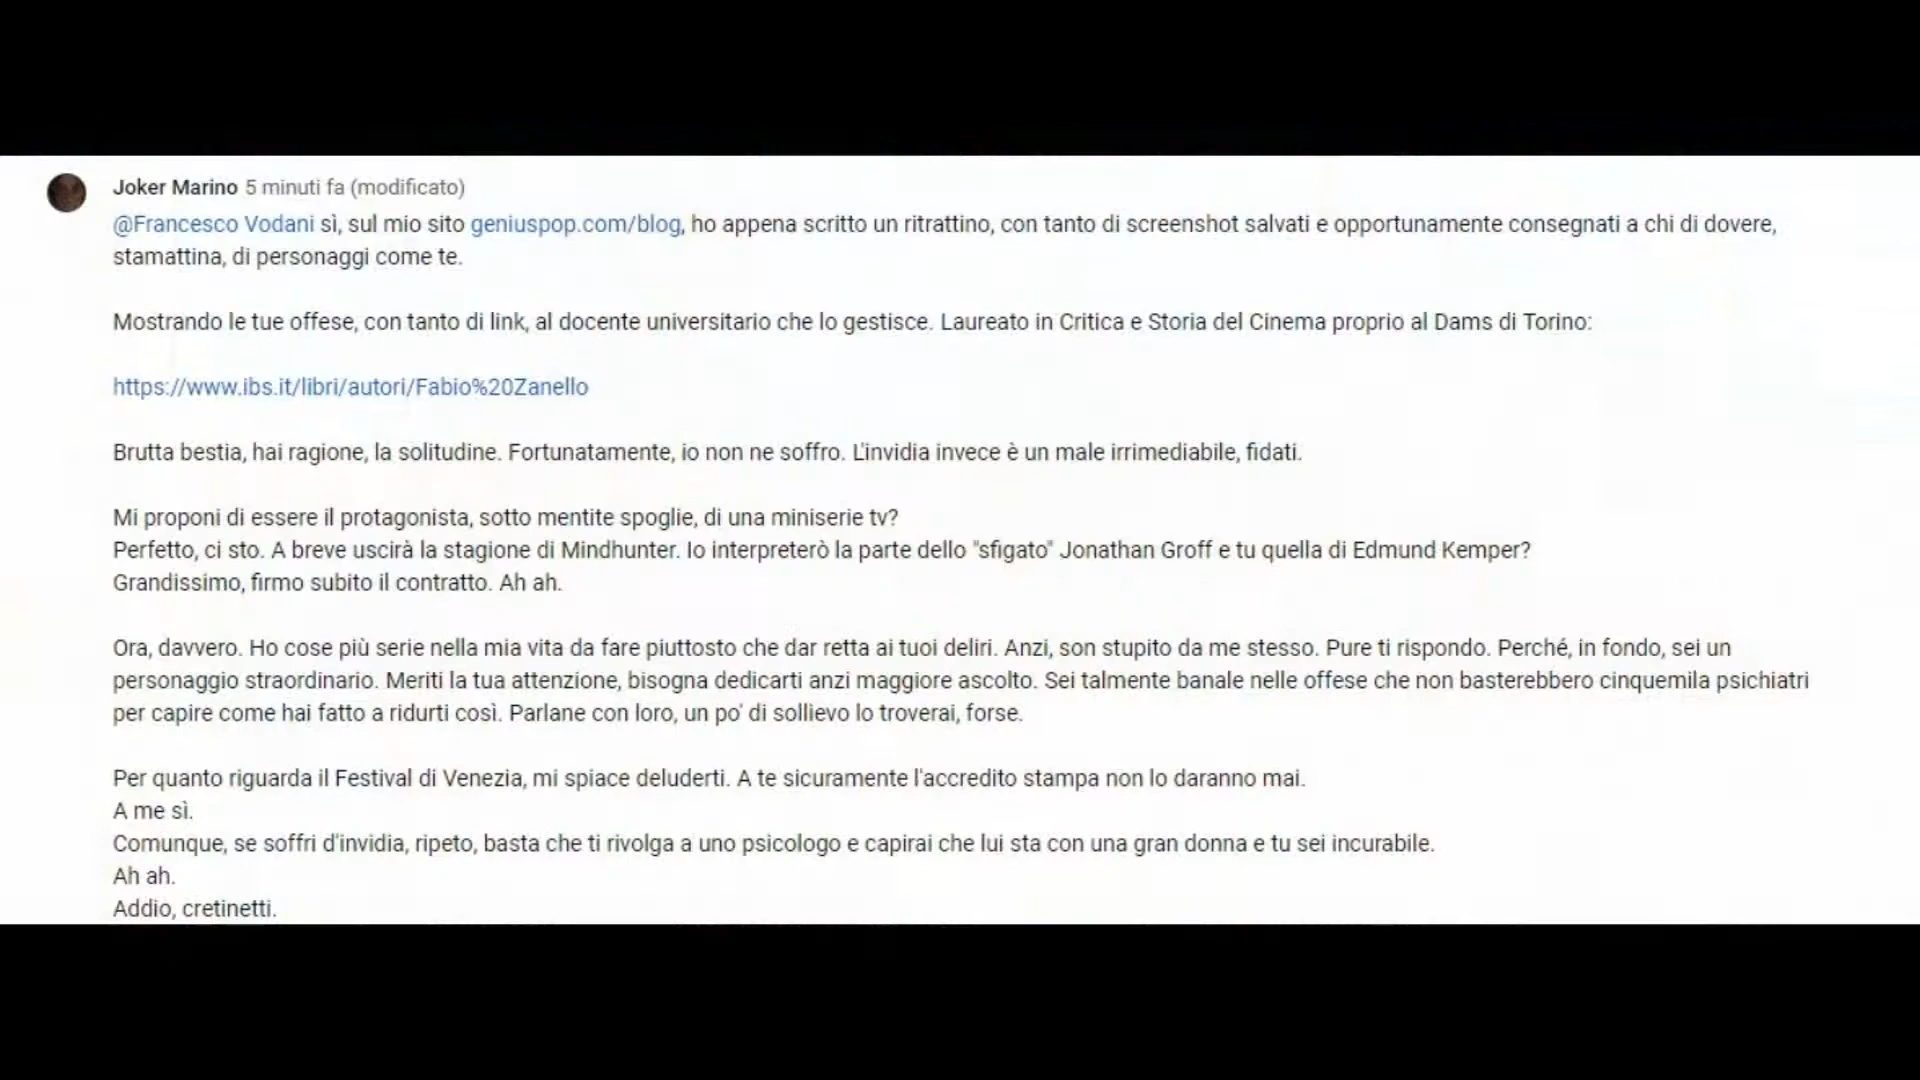 Joker Marino 5 minuti fa (modificato)
@Francesco Vodani sì, sul mio sito geniuspop.com/blog, ho appena scritto un ritrattino, con tanto di screenshot salvati e opportunamente consegnati a chi di dovere,
stamattina, di personaggi come te.
Mostrando le tue offese, con tanto di link, al docente universitario che lo gestisce. Laureato in Critica e Storia del Cinema proprio al Dams di Torino:
https://www.ibs.it/libri/autori/Fabio%20Zanello
Brutta bestia, hai ragione, la solitudine. Fortunatamente, io non ne soffro. L'invidia invece è un male irrimediabile, fidati.
Mi proponi di essere il protagonista, sotto mentite spoglie, di una miniserie tv?
Perfetto, ci sto. A breve uscirà la stagione di Mindhunter. Io interpreterò la parte dello "sfigato" Jonathan Groff e tu quella di Edmund Kemper?
Grandissimo, firmo subito il contratto. Ah ah.
Ora, davvero. Ho cose più serie nella mia vita da fare piuttosto che dar retta ai tuoi deliri. Anzi, son stupito da me stesso. Pure ti rispondo. Perché, in fondo, sei un
personaggio straordinario. Meriti la tua attenzione, bisogna dedicarti anzi maggiore ascolto. Sei talmente banale nelle offese che non basterebbero cinquemila psichiatri
per capire come hai fatto a ridurti così. Parlane con loro, un po' di sollievo lo troverai, forse.
Per quanto riguarda il Festival di Venezia, mi spiace deluderti. A te sicuramente l'accredito stampa non lo daranno mai.
A me sì.
Comunque, se soffri d'invidia, ripeto, basta che ti rivolga a uno psicologo e capirai che lui sta con una gran donna e tu sei incurabile.
Ah ah.
Addio, cretinetti.